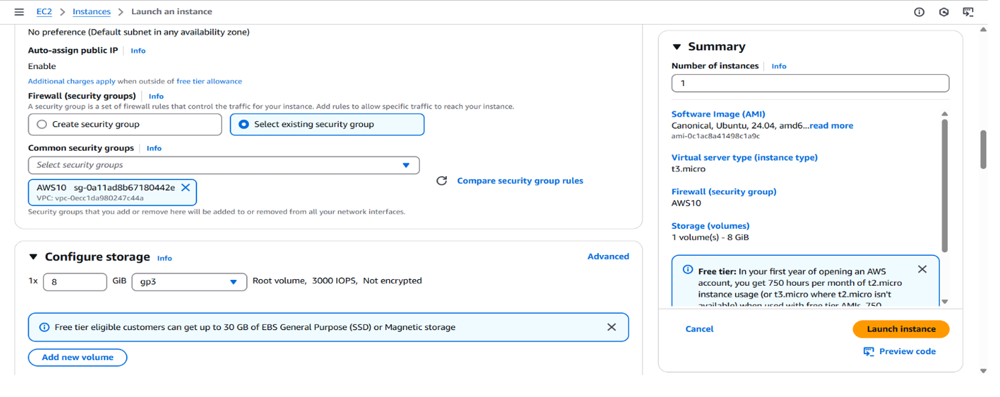 EC2 > Instances > Launch an instance
No preference (Default subnet in any availability zone)
Auto-assign public IP | Info
Enable
Additional charges apply when outside of free tier allowance
Firewall (security groups) | Info
A security group is a set of firewall rules that control the traffic for your instance. Add rules to allow specific traffic to reach your instance.
Create security group
Select existing security group
Common security groups | Info
Select security groups
AWS10 sg-0a11ad8b67180442e
VPC: vpc-0ecc1da980247c44a
Compare security group rules
Security groups that you add or remove here will be added to or removed from all your network interfaces.
Configure storage Info
Advanced
1x 8 GiB gp3 Root volume, 3000 IOPS, Not encrypted
Free tier eligible customers can get up to 30 GB of EBS General Purpose (SSD) or Magnetic storage
Add new volume
Summary
Number of instances | Info
1
Software Image (AMI)
Canonical, Ubuntu, 24.04, amd6...read more
ami-0c1ac8a41498c1a9c
Virtual server type (instance type)
t3.micro
Firewall (security group)
AWS10
Storage (volumes)
1 volume(s) - 8 GiB
Free tier: In your first year of opening an AWS
account, you get 750 hours per month of t2.micro
instance usage (or t3.micro where t2.micro isn't
available) when used with free tier AMIs, 750
Cancel
Launch instance
Preview code